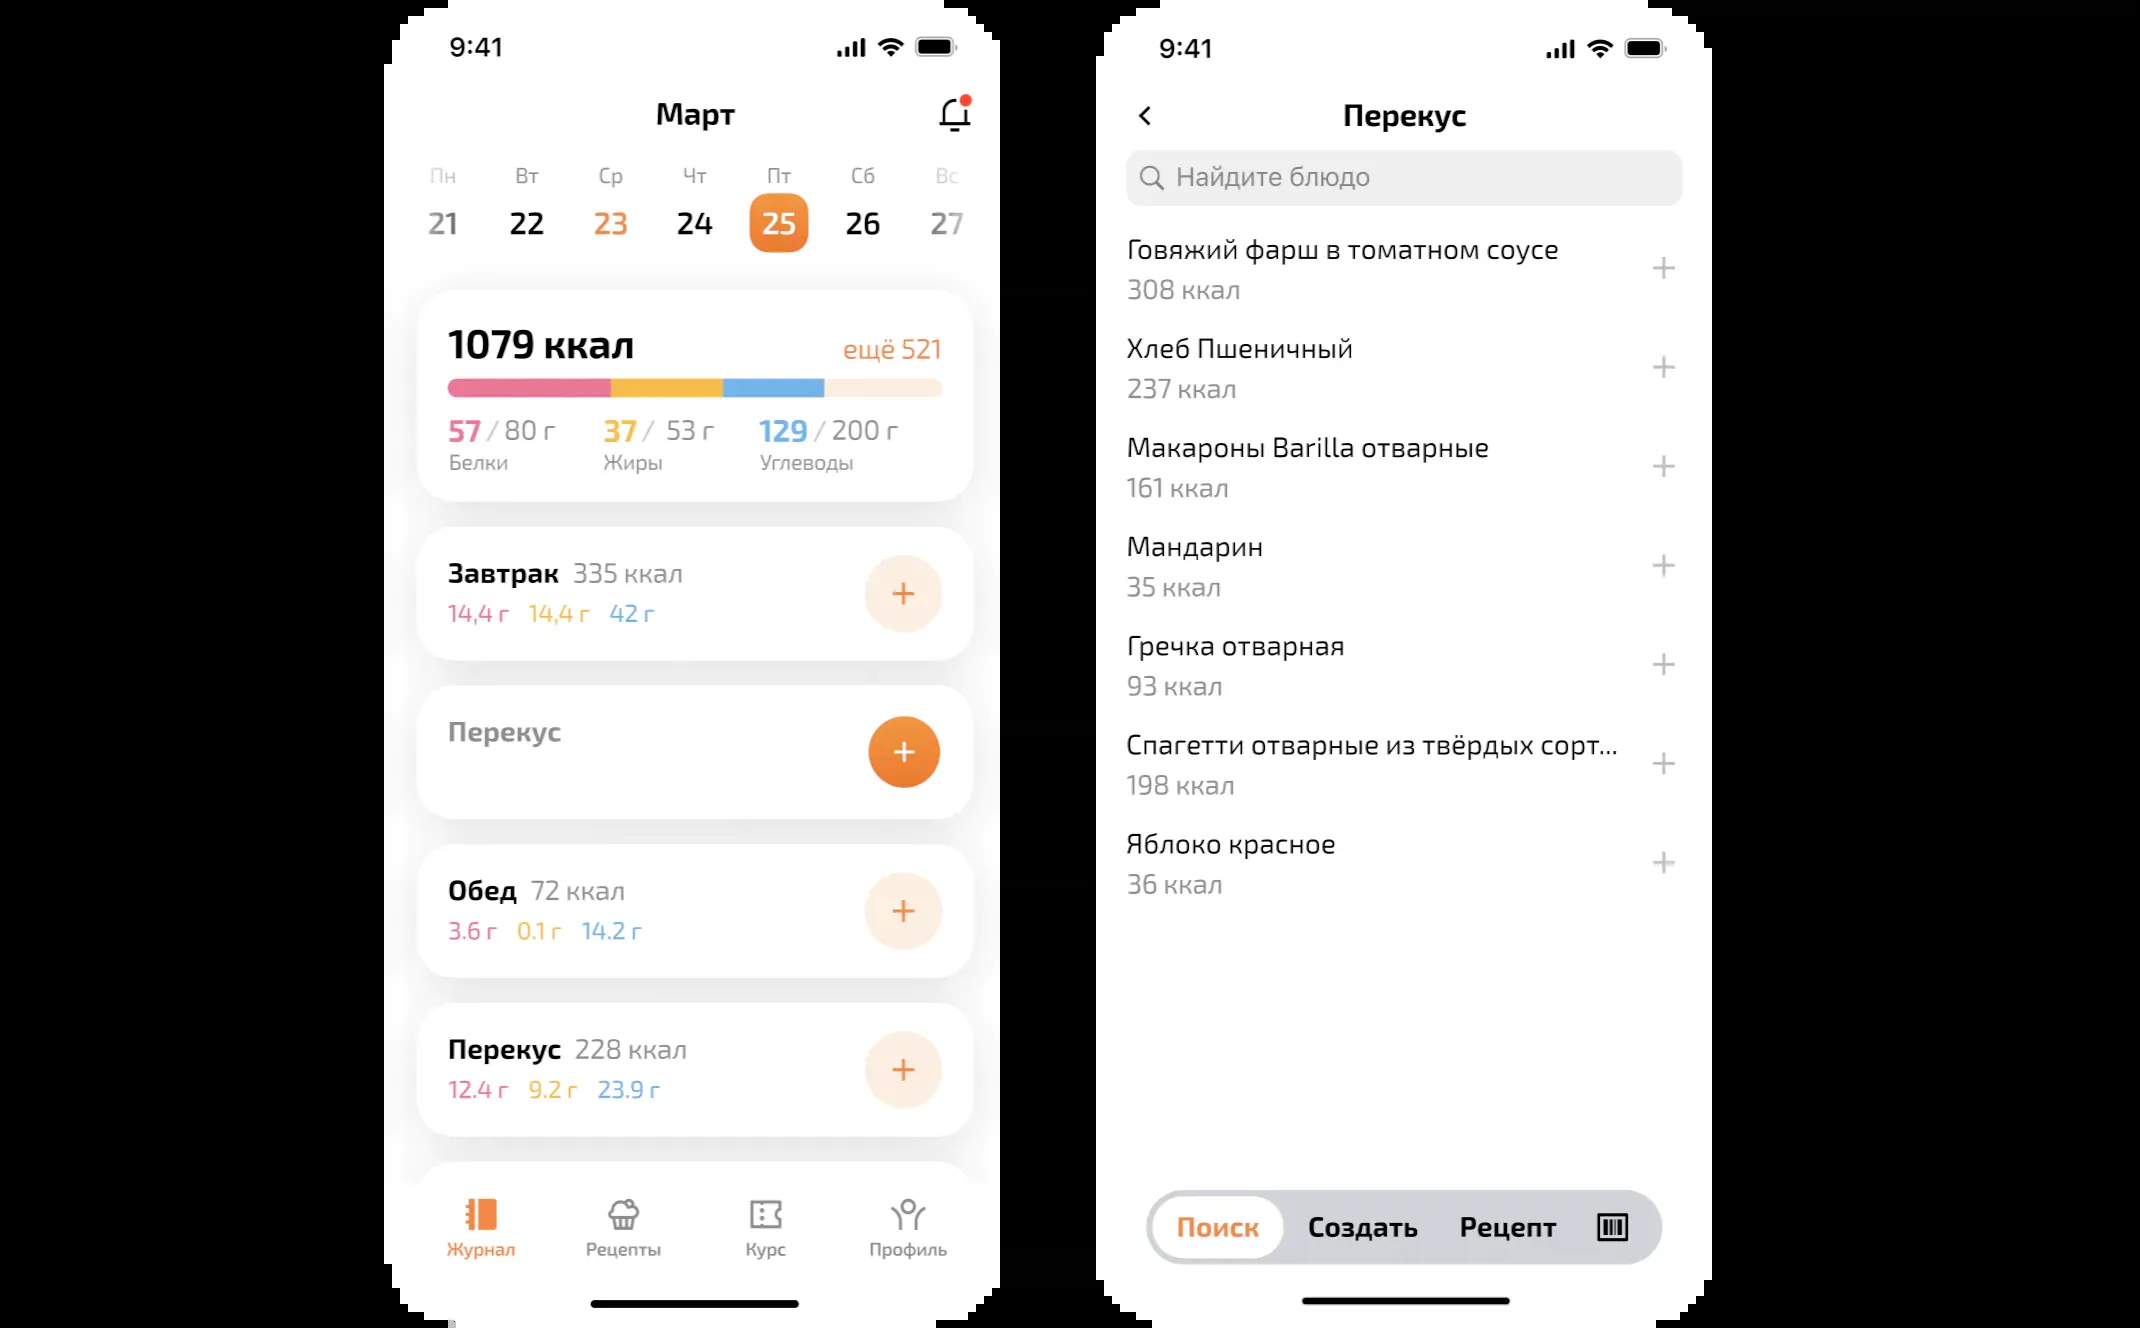 9:41
Март
Пн Вт Ср Чт Пт Сб Вс
21 22 23 24 25 26 27
1079 ккал ещё 521
57 / 80 г 37 / 53 г 129 / 200 г
Белки Жиры Углеводы
Завтрак 335 ккал
14,4 г 14,4 г 42 г
Перекус
Обед 72 ккал
3.6 г 0.1 г 14.2 г
Перекус 228 ккал
12.4 г 9.2 г 23.9 г
Журнал Рецепты Курс Профиль
9:41
Перекус
Найдите блюдо
Говяжий фарш в томатном соусе
308 ккал
Хлеб Пшеничный
237 ккал
Макароны Barilla отварные
161 ккал
Мандарин
35 ккал
Гречка отварная
93 ккал
Спагетти отварные из твёрдых сорт...
198 ккал
Яблоко красное
36 ккал
Поиск Создать Рецепт